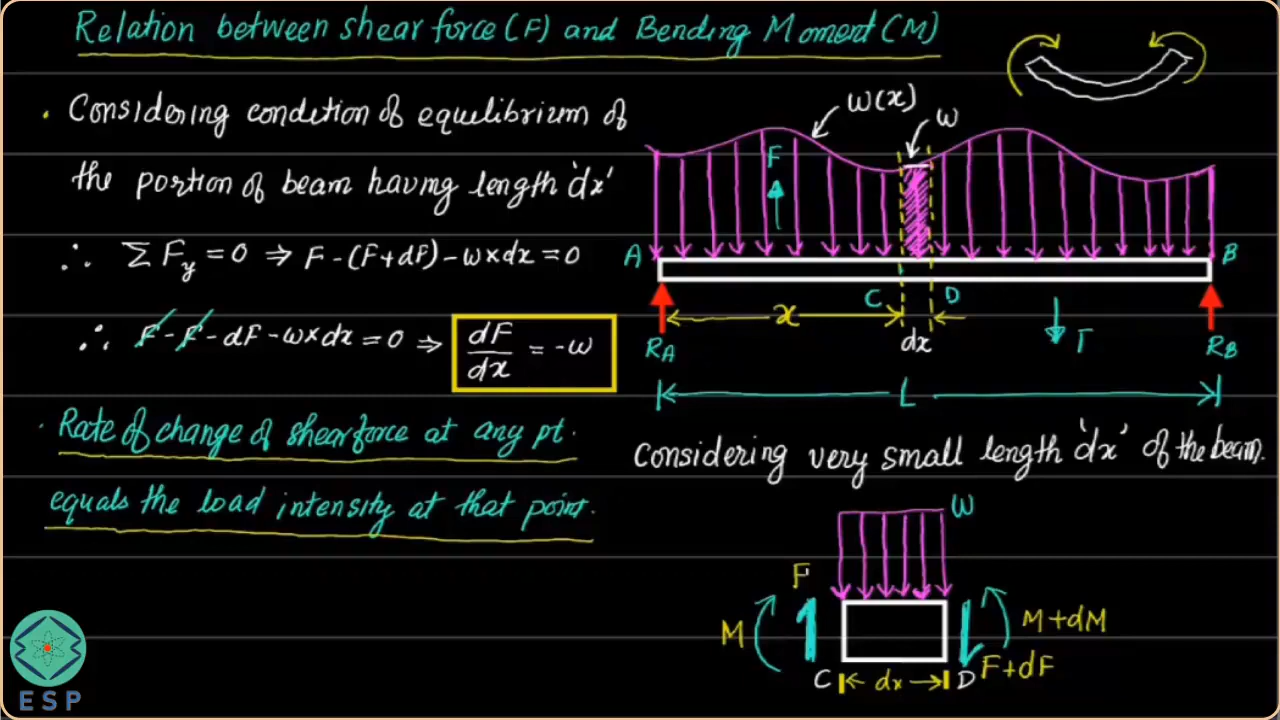 Relation between shear force (F) and Bending Moment (M)
• Considering condition of equilibrium of
the portion of beam having length 'dx'
∴ ΣFy = 0 ⇒ F - (F+dF) - w×dx = 0
∴ F - F - dF - w×dx = 0 ⇒ dF/dx = -w
• Rate of change of shear force at any pt.
equals the load intensity at that point.
w(x)
w
F
A
B
C
D
x
dx
F
RA
RB
L
Considering very small length 'dx' of the beam.
w
F
M
M+dM
F+dF
C
dx
D
ESP